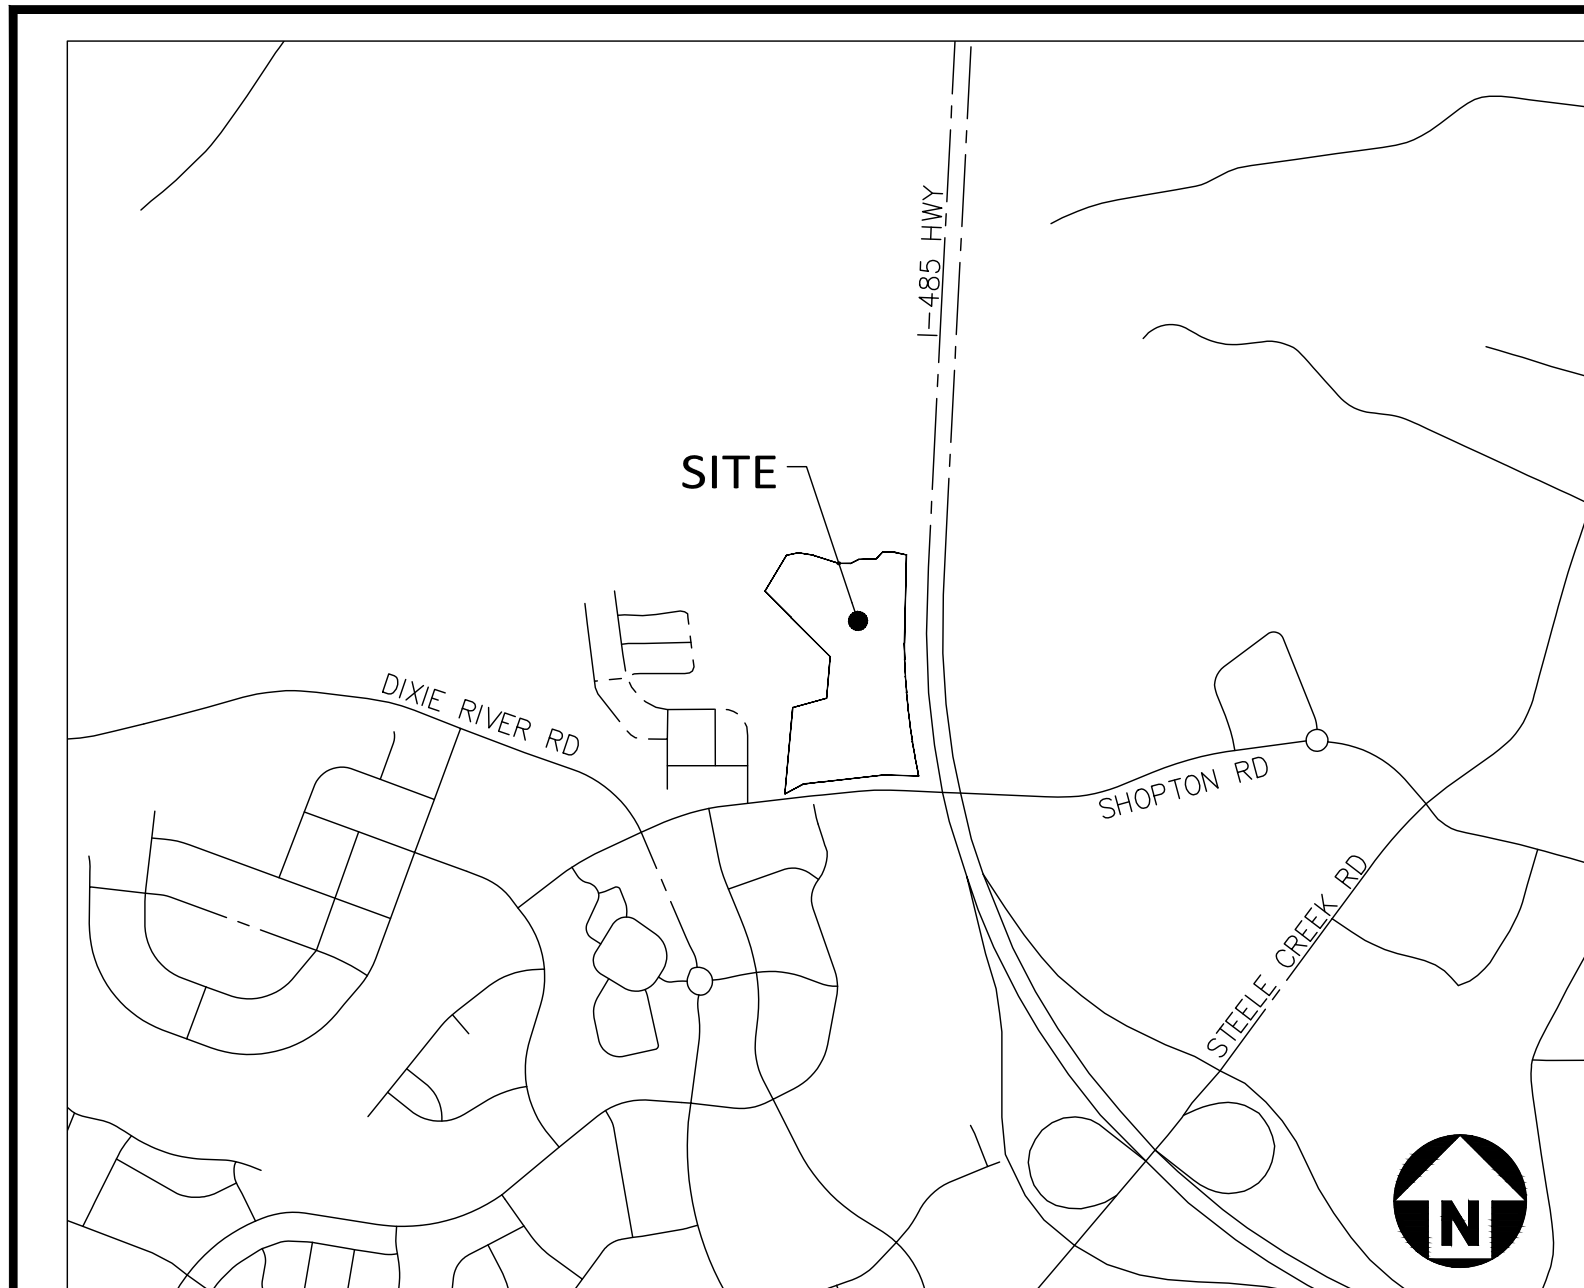 I-485 HWY
SITE
DIXIE RIVER RD
SHOPTON RD
STEELE CREEK RD
N